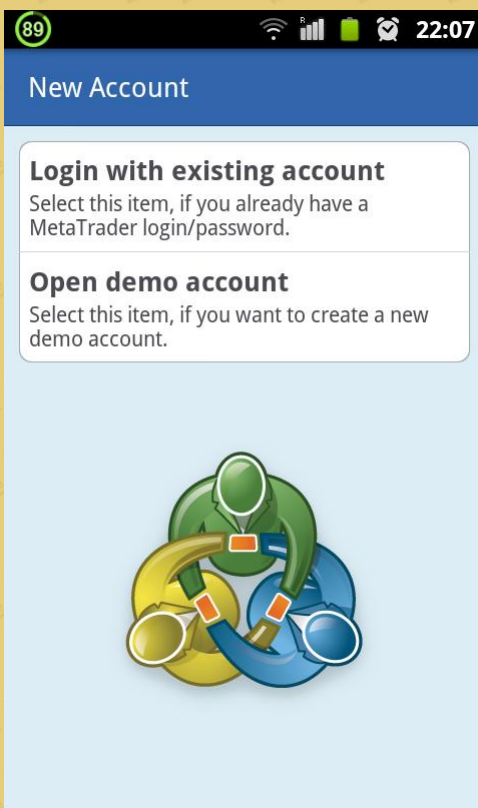 89 R 22:07
New Account
Login with existing account
Select this item, if you already have a
MetaTrader login/password.
Open demo account
Select this item, if you want to create a new
demo account.